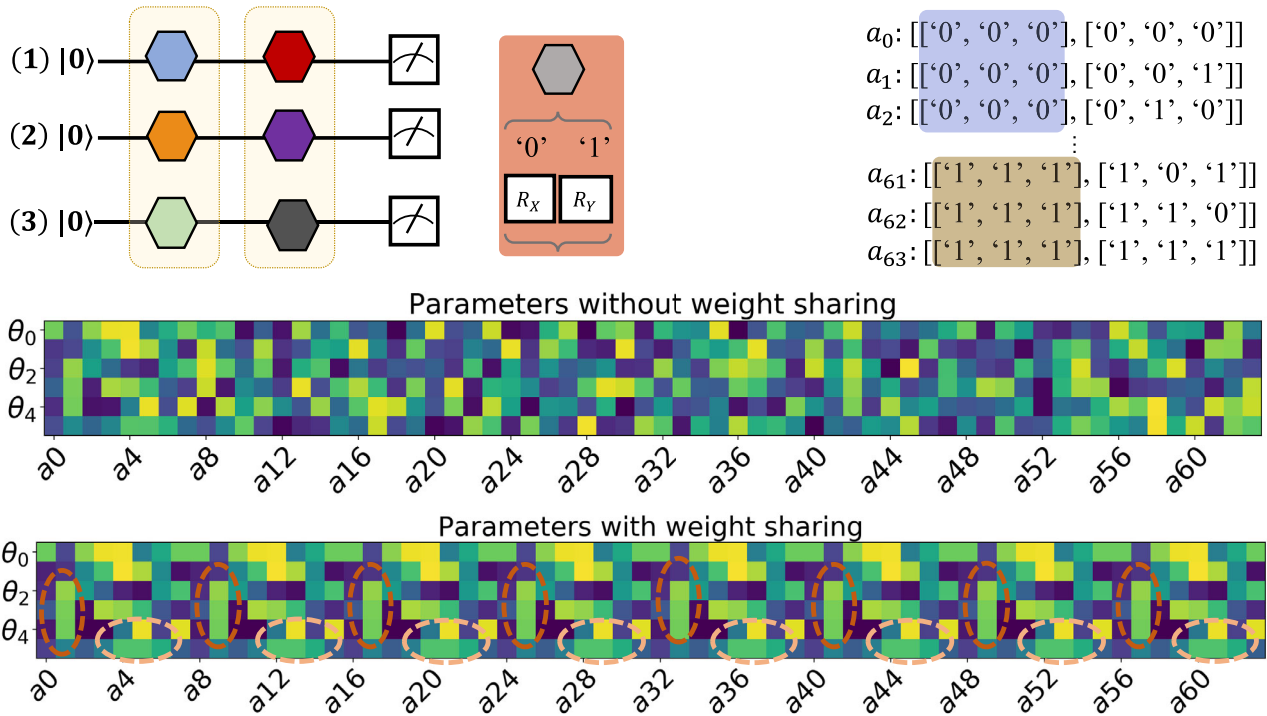 (1) |0⟩
(2) |0⟩
(3) |0⟩
‘0’ ‘1’
R_X R_Y
a_0: [[‘0’, ‘0’, ‘0’], [‘0’, ‘0’, ‘0’]]
a_1: [[‘0’, ‘0’, ‘0’], [‘0’, ‘0’, ‘1’]]
a_2: [[‘0’, ‘0’, ‘0’], [‘0’, ‘1’, ‘0’]]
⋮
a_61: [[‘1’, ‘1’, ‘1’], [‘1’, ‘0’, ‘1’]]
a_62: [[‘1’, ‘1’, ‘1’], [‘1’, ‘1’, ‘0’]]
a_63: [[‘1’, ‘1’, ‘1’], [‘1’, ‘1’, ‘1’]]
Parameters without weight sharing
θ_0
θ_2
θ_4
a0 a4 a8 a12 a16 a20 a24 a28 a32 a36 a40 a44 a48 a52 a56 a60
Parameters with weight sharing
θ_0
θ_2
θ_4
a0 a4 a8 a12 a16 a20 a24 a28 a32 a36 a40 a44 a48 a52 a56 a60